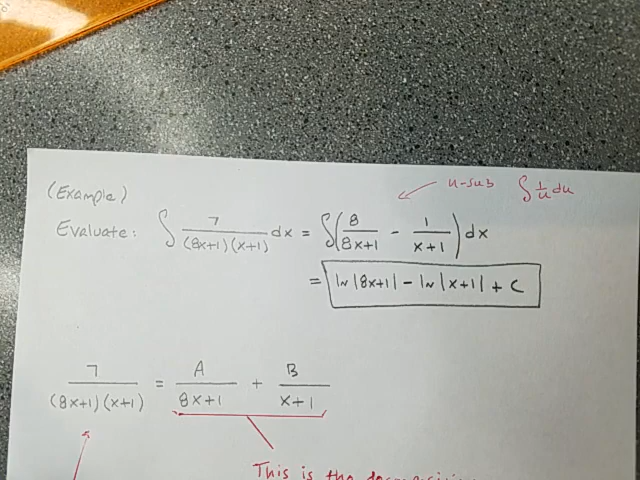 (Example)
u-sub ∫ 1/u du
Evaluate: ∫ 7/((8x+1)(x+1)) dx = ∫(8/(8x+1) - 1/(x+1)) dx
= ln|8x+1| - ln|x+1| + C
7/((8x+1)(x+1)) = A/(8x+1) + B/(x+1)
This is the